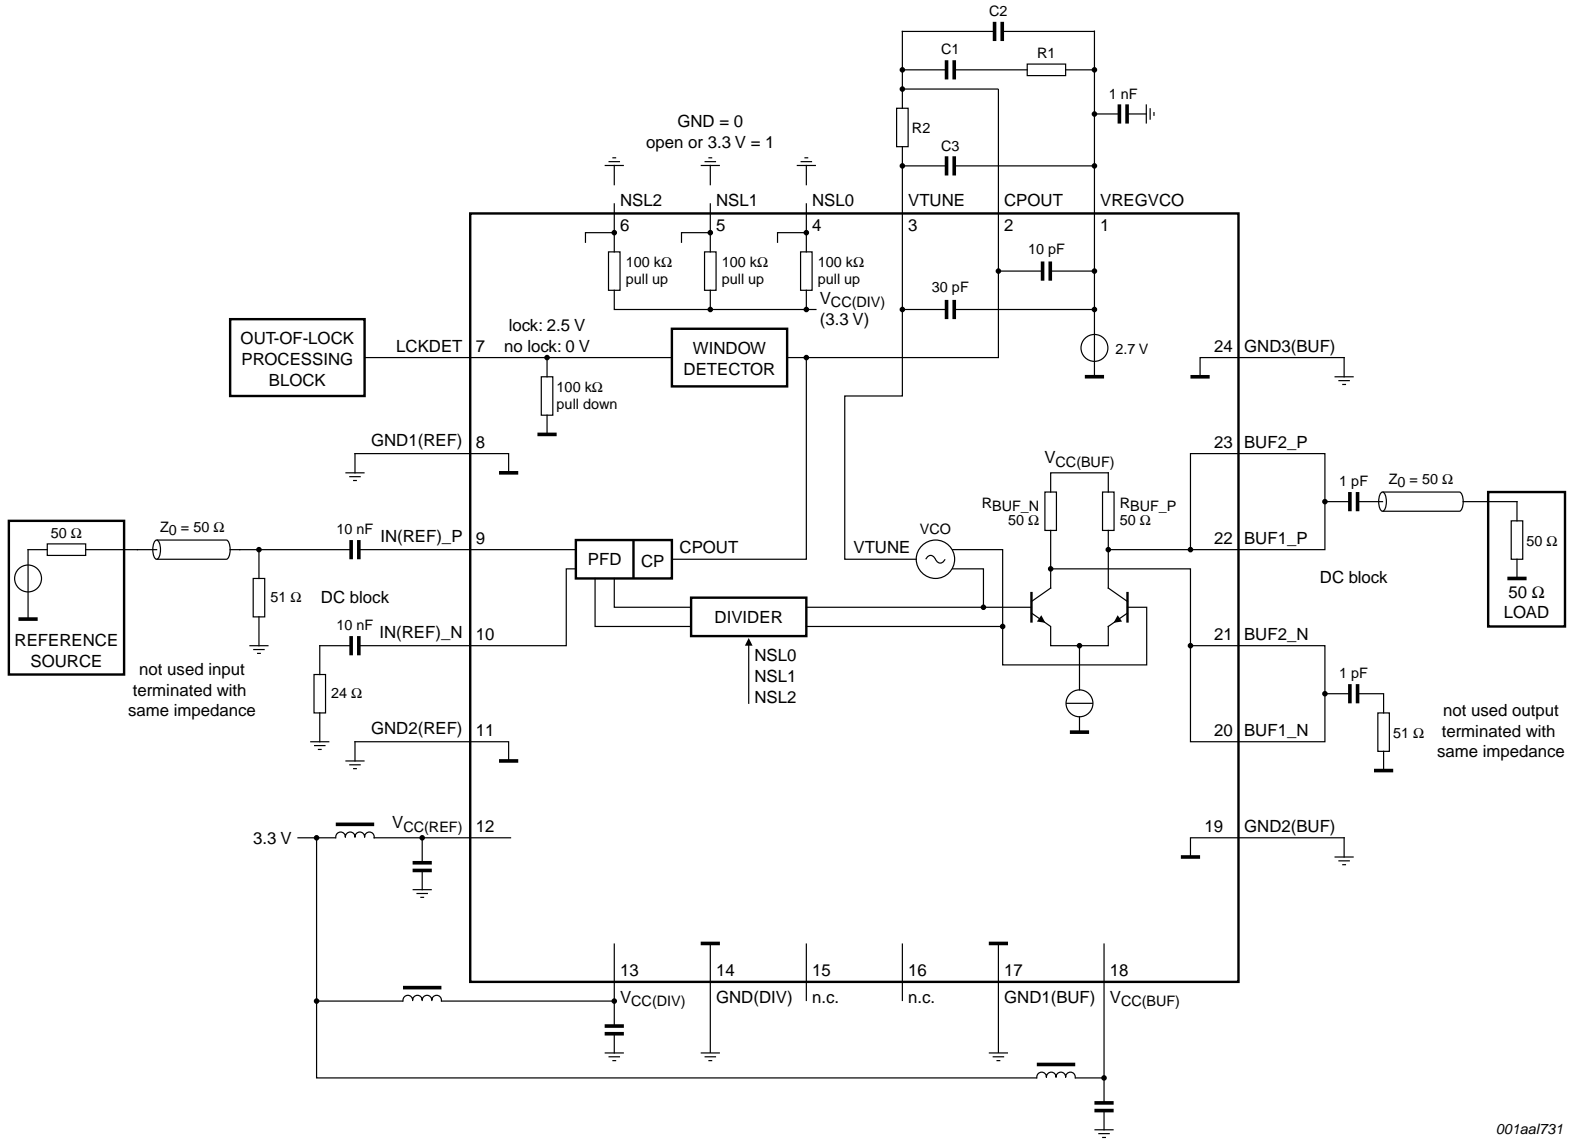 C2
C1
R1
1 nF
GND = 0
open or 3.3 V = 1
R2
C3
NSL2
NSL1
NSL0
VTUNE
CPOUT
VREGVCO
6
5
4
3
2
1
100 kΩ
pull up
100 kΩ
pull up
100 kΩ
pull up
10 pF
30 pF
VCC(DIV)
(3.3 V)
OUT-OF-LOCK
PROCESSING
BLOCK
LCKDET
7
lock: 2.5 V
no lock: 0 V
WINDOW
DETECTOR
2.7 V
24
GND3(BUF)
100 kΩ
pull down
GND1(REF)
8
23
BUF2_P
VCC(BUF)
RBUF_N
50 Ω
RBUF_P
50 Ω
1 pF
Z0 = 50 Ω
50 Ω
Z0 = 50 Ω
10 nF
IN(REF)_P
9
PFD
CP
CPOUT
VTUNE
VCO
22
BUF1_P
50 Ω
50 Ω
LOAD
51 Ω
DC block
DC block
REFERENCE
SOURCE
10 nF
IN(REF)_N
10
DIVIDER
NSL0
NSL1
NSL2
21
BUF2_N
not used input
terminated with
same impedance
24 Ω
1 pF
GND2(REF)
11
20
BUF1_N
51 Ω
not used output
terminated with
same impedance
3.3 V
VCC(REF)
12
19
GND2(BUF)
13
14
15
16
17
18
VCC(DIV)
GND(DIV)
n.c.
n.c.
GND1(BUF)
VCC(BUF)
001aal731